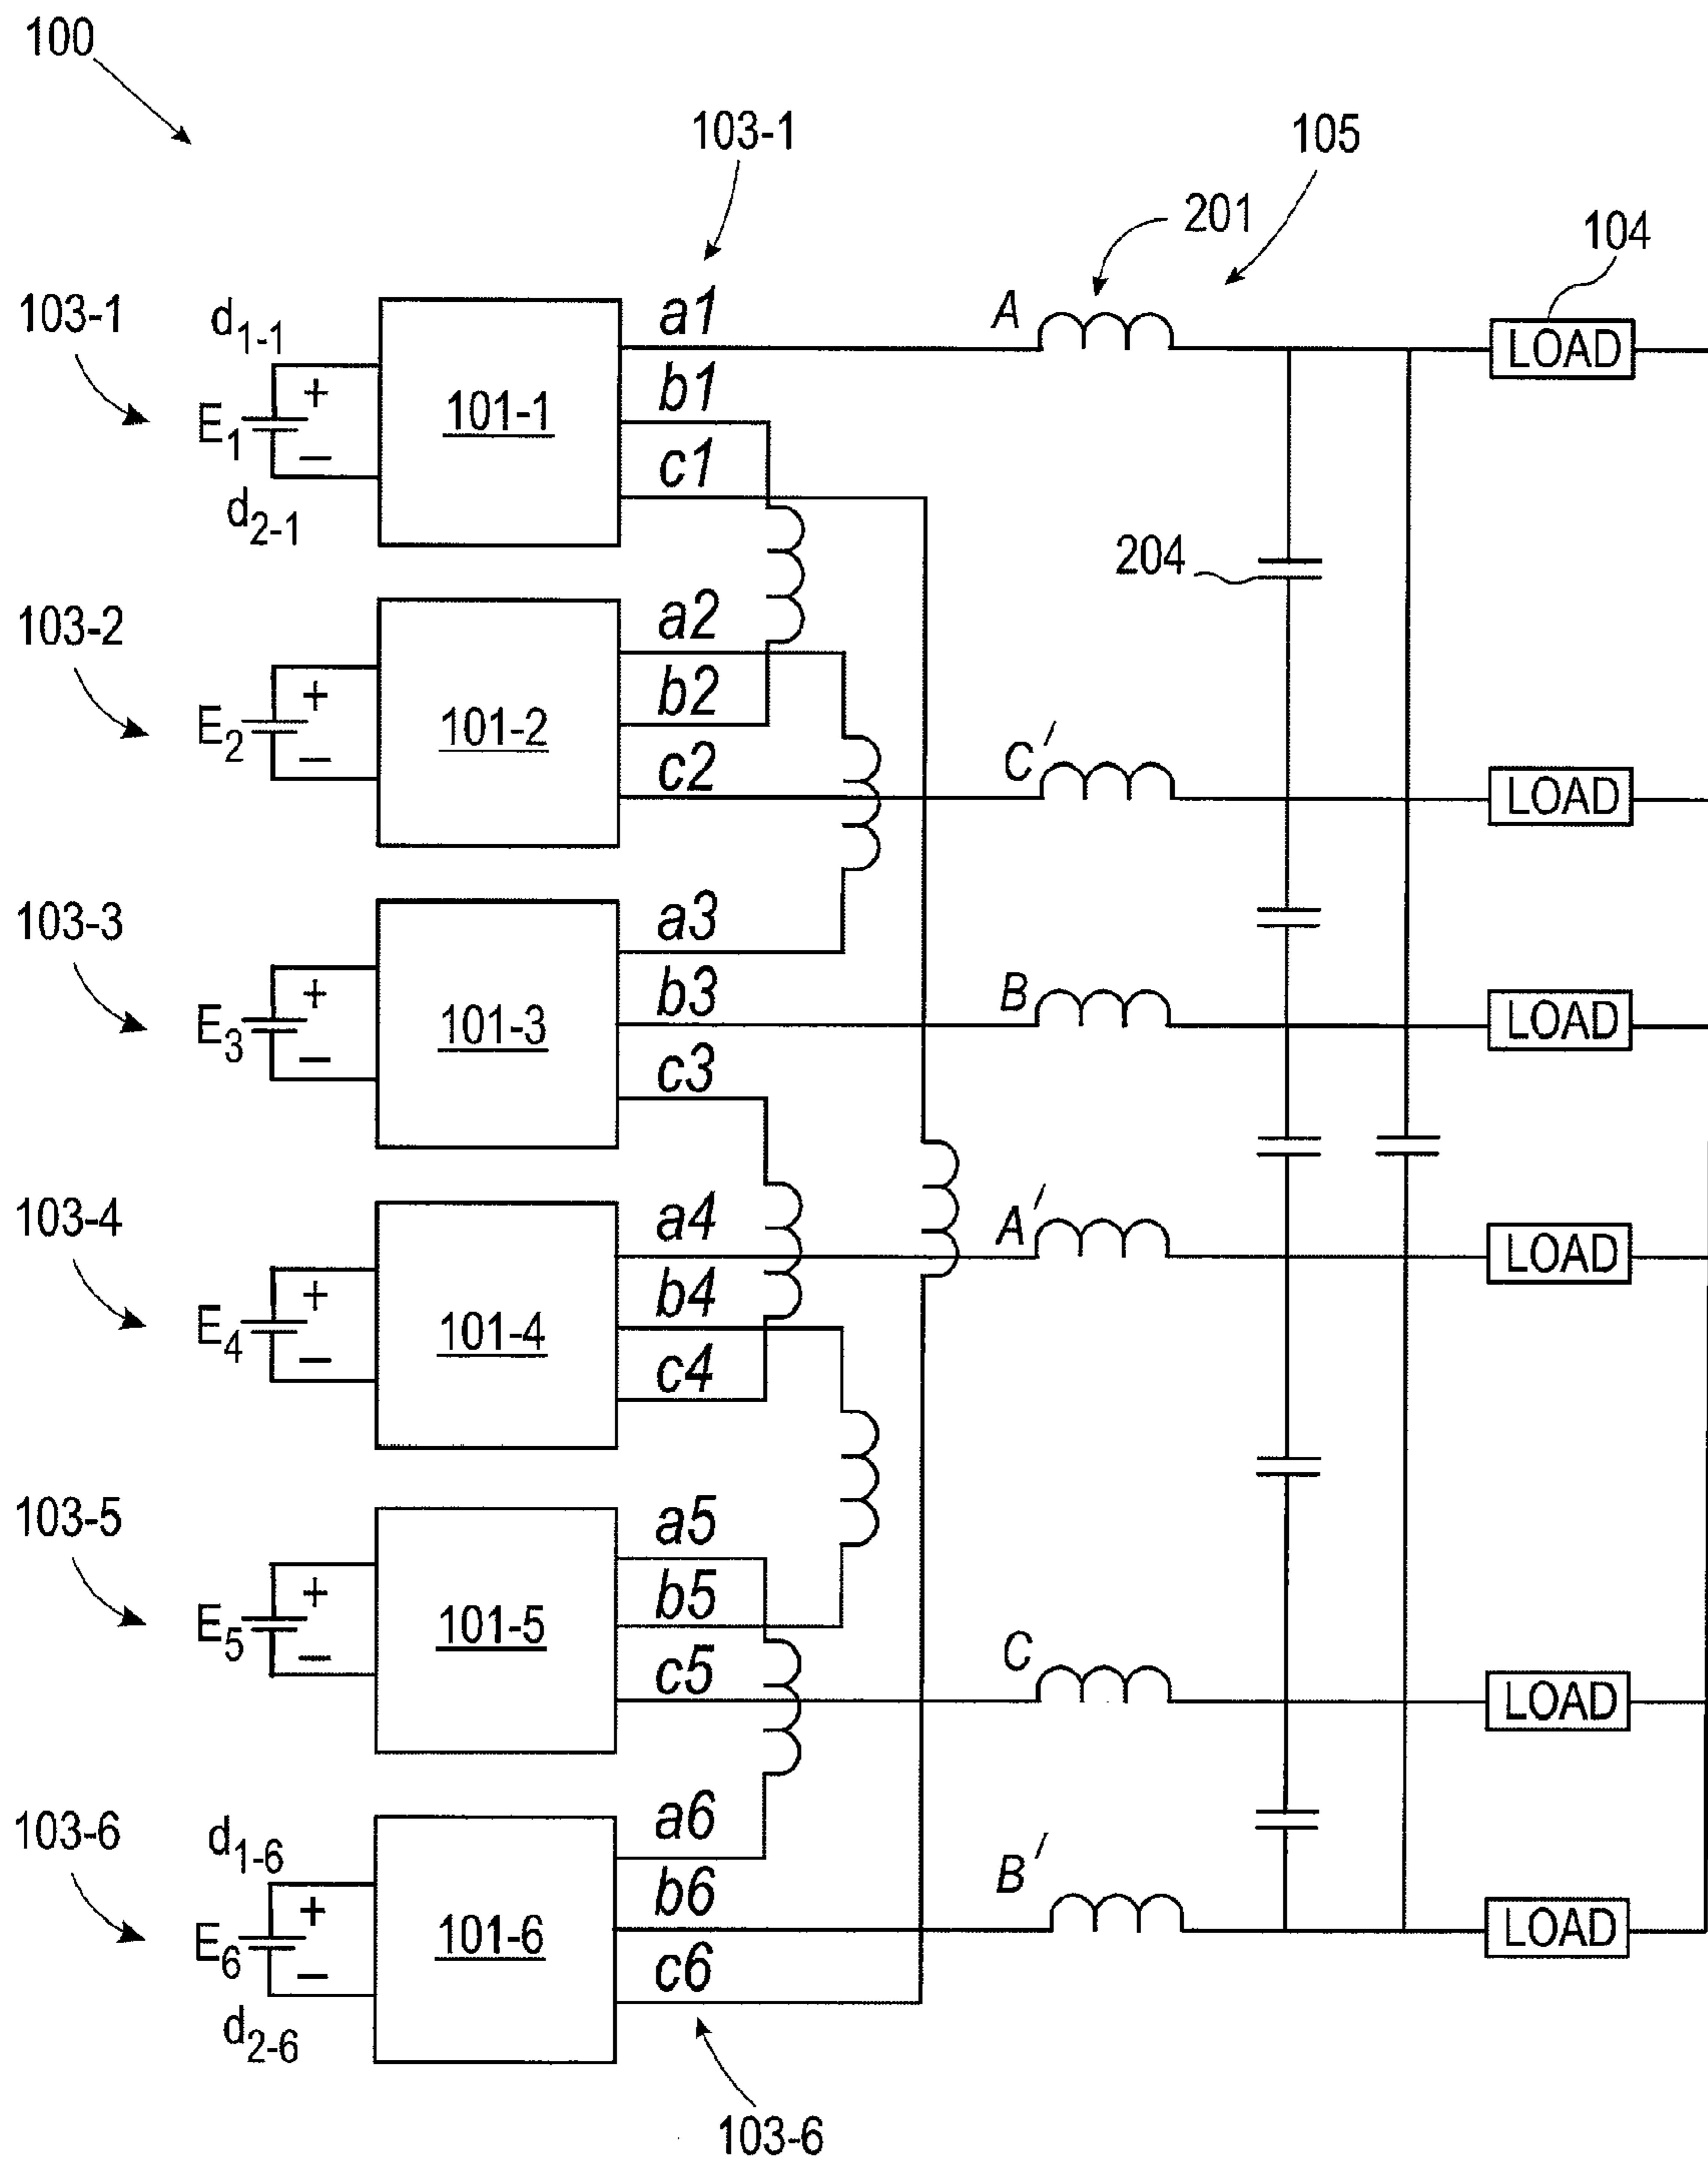 100
103-1
105
201
104
103-1
d1-1
+
E1
−
d2-1
101-1
a1
b1
c1
A
LOAD
204
103-2
+
E2
−
101-2
a2
b2
c2
C′
LOAD
103-3
+
E3
−
101-3
a3
b3
c3
B
LOAD
103-4
+
E4
−
101-4
a4
b4
c4
A′
LOAD
103-5
+
E5
−
101-5
a5
b5
c5
C
LOAD
103-6
d1-6
+
E6
−
d2-6
101-6
a6
b6
c6
B′
LOAD
103-6